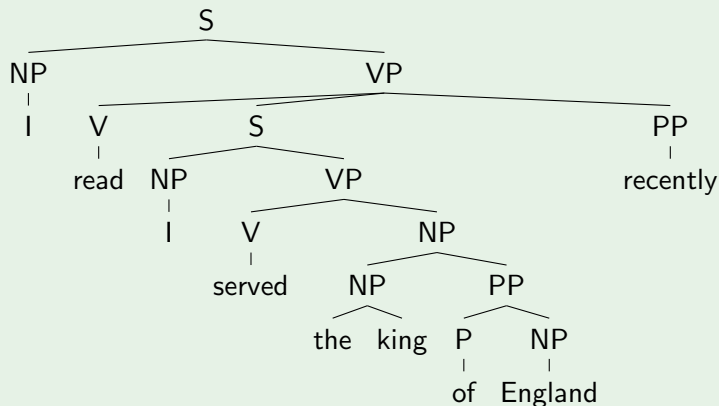 S
NP VP
I V S PP
read NP VP recently
I V NP
served NP PP
the king P NP
of England